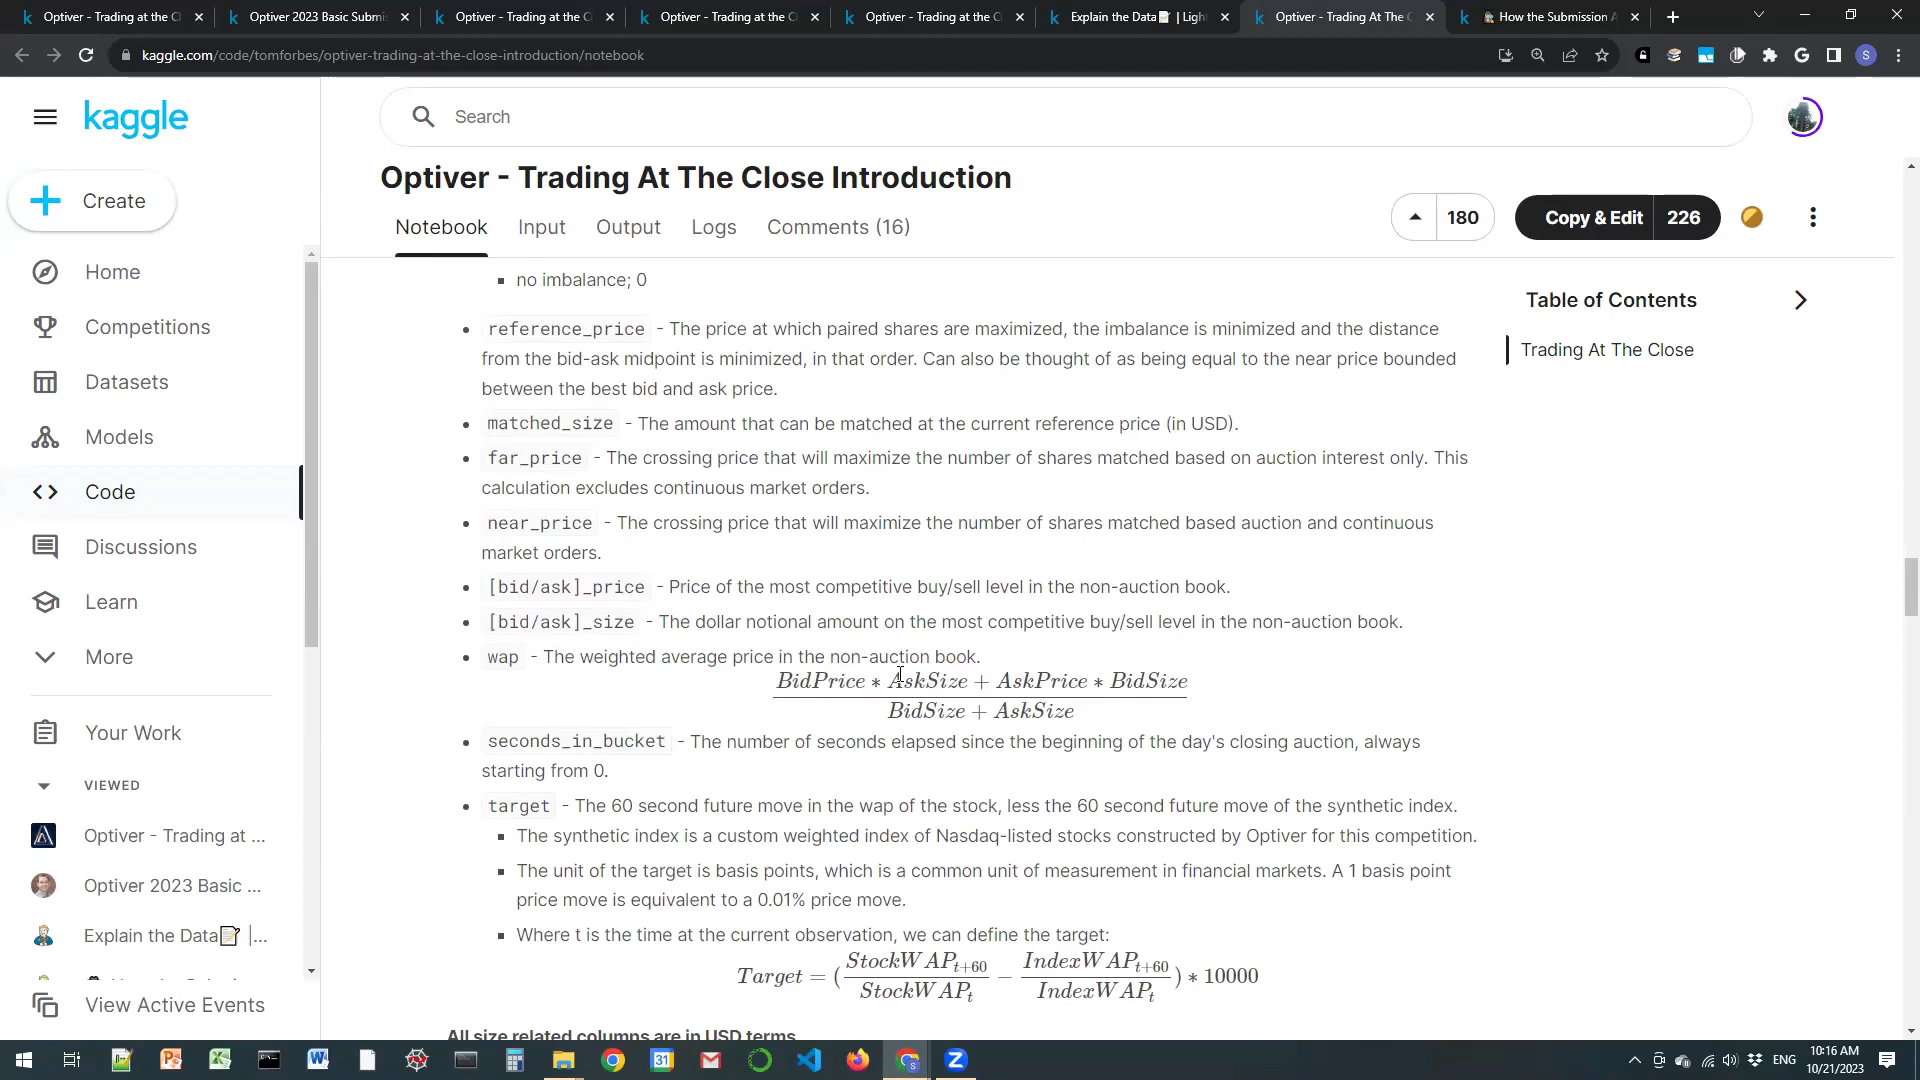 Optiver - Trading at the C
Optiver 2023 Basic Submi
Optiver - Trading at the C
Optiver - Trading at the C
Optiver - Trading at the C
Explain the Data📝 | Ligh
Optiver - Trading At The C
How the Submission A
kaggle.com/code/tomforbes/optiver-trading-at-the-close-introduction/notebook
S
kaggle
Search
Create
Home
Competitions
Datasets
Models
Code
Discussions
Learn
More
Your Work
VIEWED
Optiver - Trading at ...
Optiver 2023 Basic ...
Explain the Data📝 |...
View Active Events
Optiver - Trading At The Close Introduction
Notebook Input Output Logs Comments (16)
180
Copy & Edit 226
no imbalance; 0
reference_price - The price at which paired shares are maximized, the imbalance is minimized and the distance
from the bid-ask midpoint is minimized, in that order. Can also be thought of as being equal to the near price bounded
between the best bid and ask price.
matched_size - The amount that can be matched at the current reference price (in USD).
far_price - The crossing price that will maximize the number of shares matched based on auction interest only. This
calculation excludes continuous market orders.
near_price - The crossing price that will maximize the number of shares matched based auction and continuous
market orders.
[bid/ask]_price - Price of the most competitive buy/sell level in the non-auction book.
[bid/ask]_size - The dollar notional amount on the most competitive buy/sell level in the non-auction book.
wap - The weighted average price in the non-auction book.
BidPrice * AskSize + AskPrice * BidSize
BidSize + AskSize
seconds_in_bucket - The number of seconds elapsed since the beginning of the day's closing auction, always
starting from 0.
target - The 60 second future move in the wap of the stock, less the 60 second future move of the synthetic index.
The synthetic index is a custom weighted index of Nasdaq-listed stocks constructed by Optiver for this competition.
The unit of the target is basis points, which is a common unit of measurement in financial markets. A 1 basis point
price move is equivalent to a 0.01% price move.
Where t is the time at the current observation, we can define the target:
Target = (StockWAP_{t+60} / StockWAP_t − IndexWAP_{t+60} / IndexWAP_t) * 10000
All size related columns are in USD terms
Table of Contents
Trading At The Close
31
S
Z
ENG
10:16 AM
10/21/2023